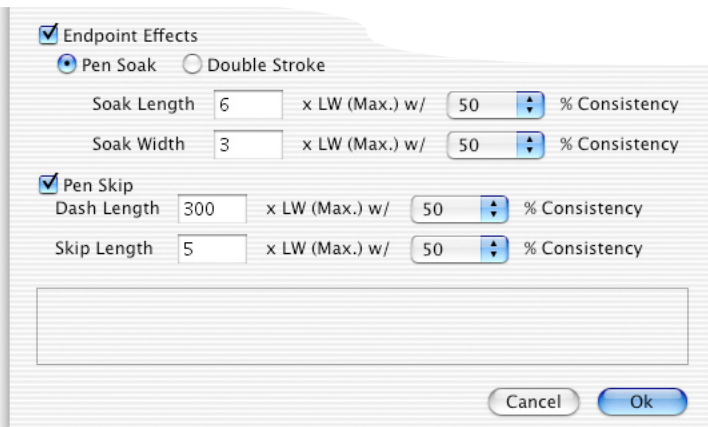 Endpoint Effects
Pen Soak Double Stroke
Soak Length 6 x LW (Max.) w/ 50 % Consistency
Soak Width 3 x LW (Max.) w/ 50 % Consistency
Pen Skip
Dash Length 300 x LW (Max.) w/ 50 % Consistency
Skip Length 5 x LW (Max.) w/ 50 % Consistency
Cancel Ok